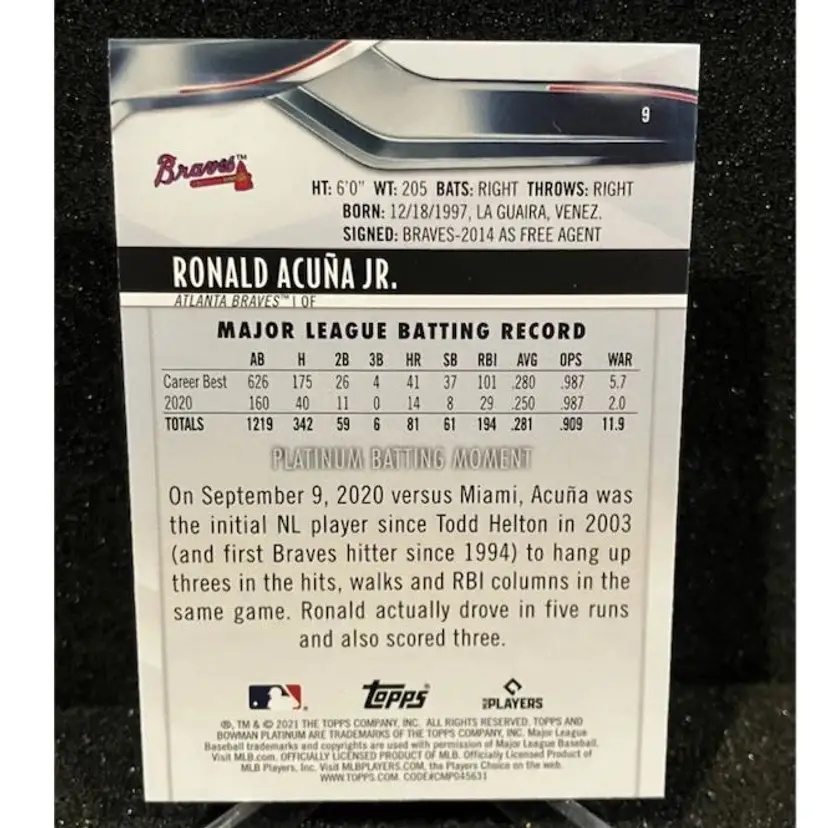 9
Braves™
HT: 6'0" WT: 205 BATS: RIGHT THROWS: RIGHT
BORN: 12/18/1997, LA GUAIRA, VENEZ.
SIGNED: BRAVES-2014 AS FREE AGENT
RONALD ACUÑA JR.
ATLANTA BRAVES™ | OF
MAJOR LEAGUE BATTING RECORD
AB H 2B 3B HR SB RBI AVG OPS WAR
Career Best 626 175 26 4 41 37 101 .280 .987 5.7
2020 160 40 11 0 14 8 29 .250 .987 2.0
TOTALS 1219 342 59 6 81 61 194 .281 .909 11.9
PLATINUM BATTING MOMENT
On September 9, 2020 versus Miami, Acuña was
the initial NL player since Todd Helton in 2003
(and first Braves hitter since 1994) to hang up
threes in the hits, walks and RBI columns in the
same game. Ronald actually drove in five runs
and also scored three.
topps® MLB PLAYERS
®, TM & © 2021 THE TOPPS COMPANY, INC. ALL RIGHTS RESERVED. TOPPS AND
BOWMAN PLATINUM ARE TRADEMARKS OF THE TOPPS COMPANY, INC. Major League
Baseball trademarks and copyrights are used with permission of Major League Baseball.
Visit MLB.com. OFFICIALLY LICENSED PRODUCT OF MLB. Officially Licensed Product of
MLB Players, Inc. Visit MLBPLAYERS.COM, the Players Choice on the web.
WWW.TOPPS.COM. CODE#CMP045631